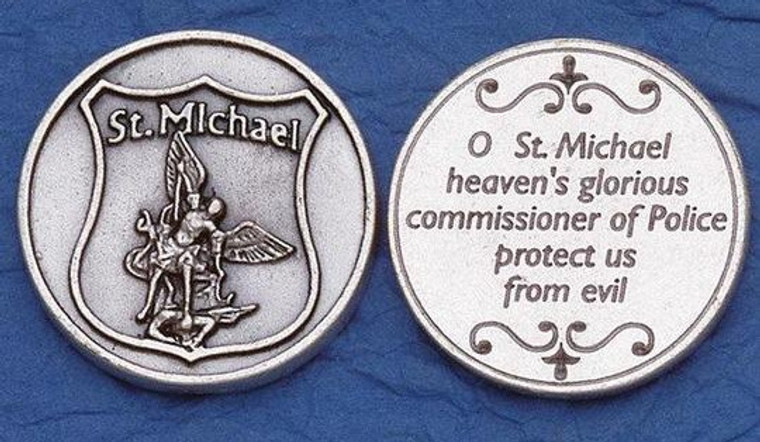 St. Michael
O St. Michael
heaven's glorious
commissioner of Police
protect us
from evil